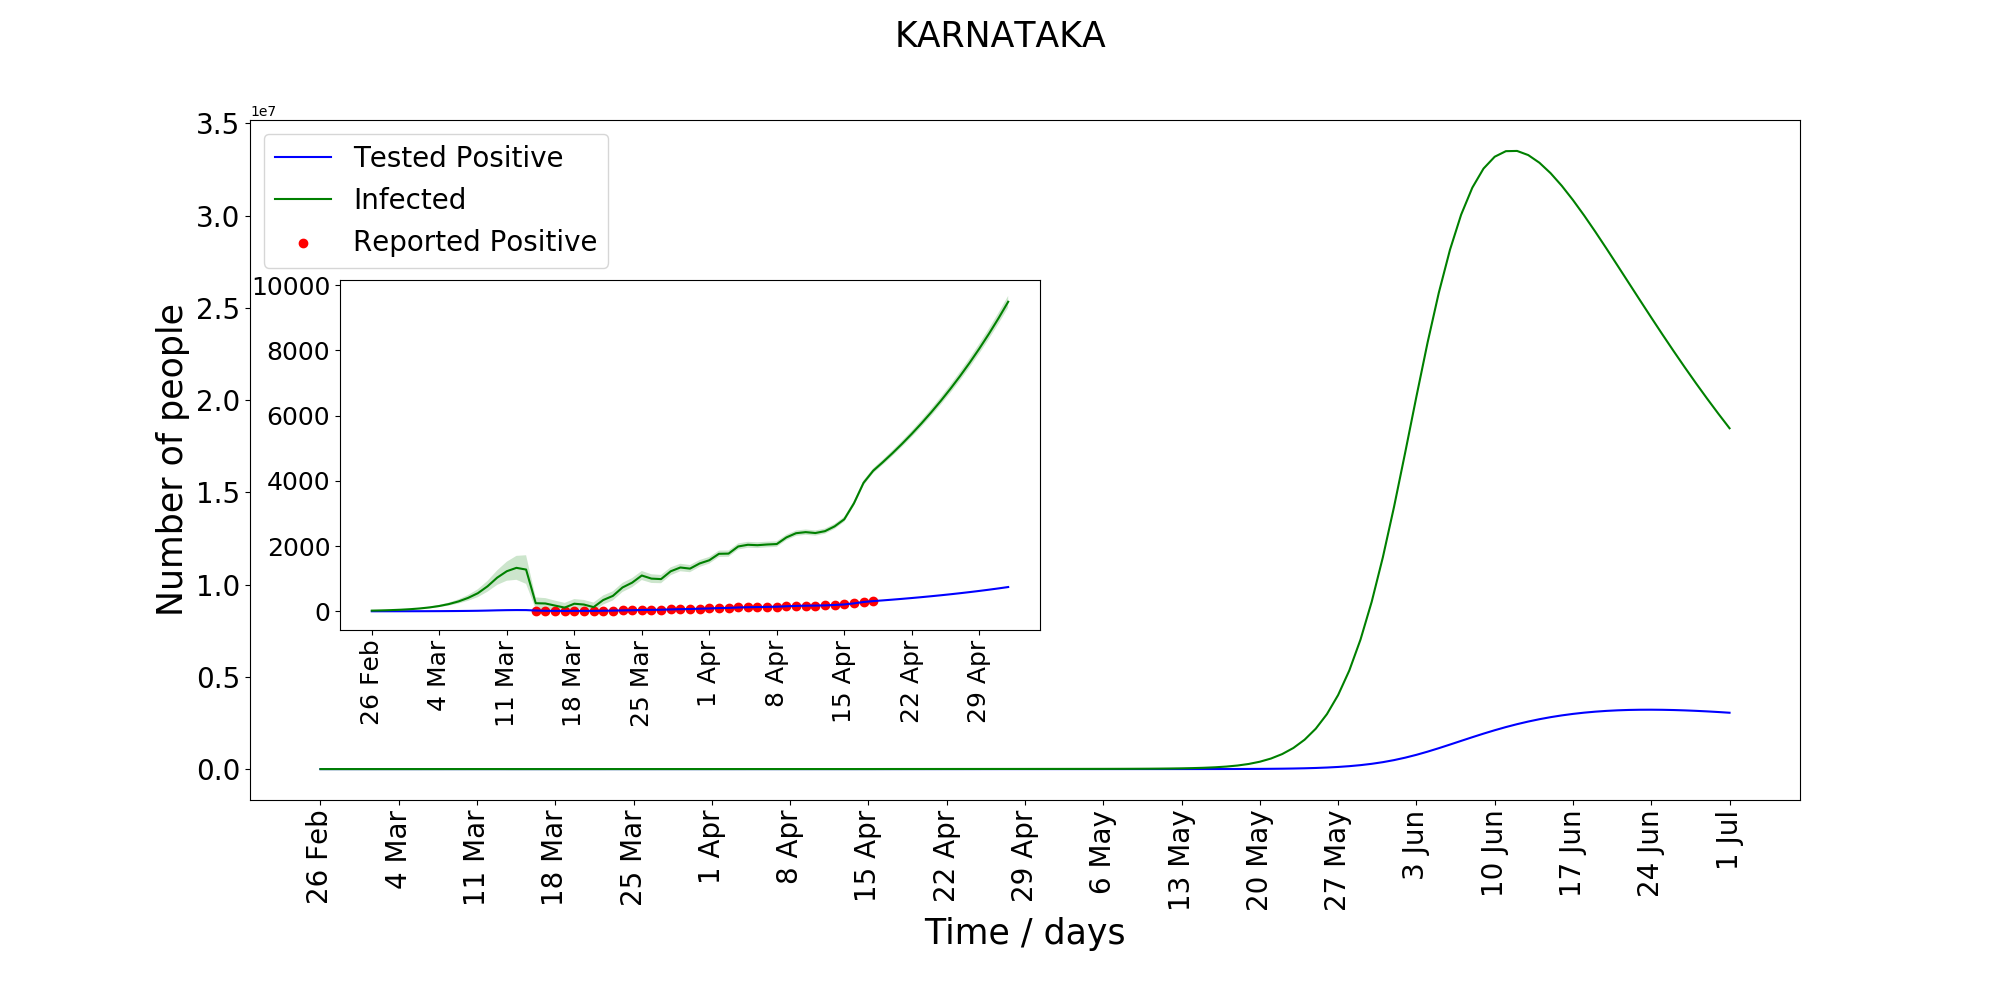 KARNATAKA
1e7
3.5
3.0
2.5
2.0
1.5
1.0
0.5
0.0
Number of people
Tested Positive
Infected
Reported Positive
10000
8000
6000
4000
2000
0
26 Feb
4 Mar
11 Mar
18 Mar
25 Mar
1 Apr
8 Apr
15 Apr
22 Apr
29 Apr
26 Feb
4 Mar
11 Mar
18 Mar
25 Mar
1 Apr
8 Apr
15 Apr
22 Apr
29 Apr
6 May
13 May
20 May
27 May
3 Jun
10 Jun
17 Jun
24 Jun
1 Jul
Time / days